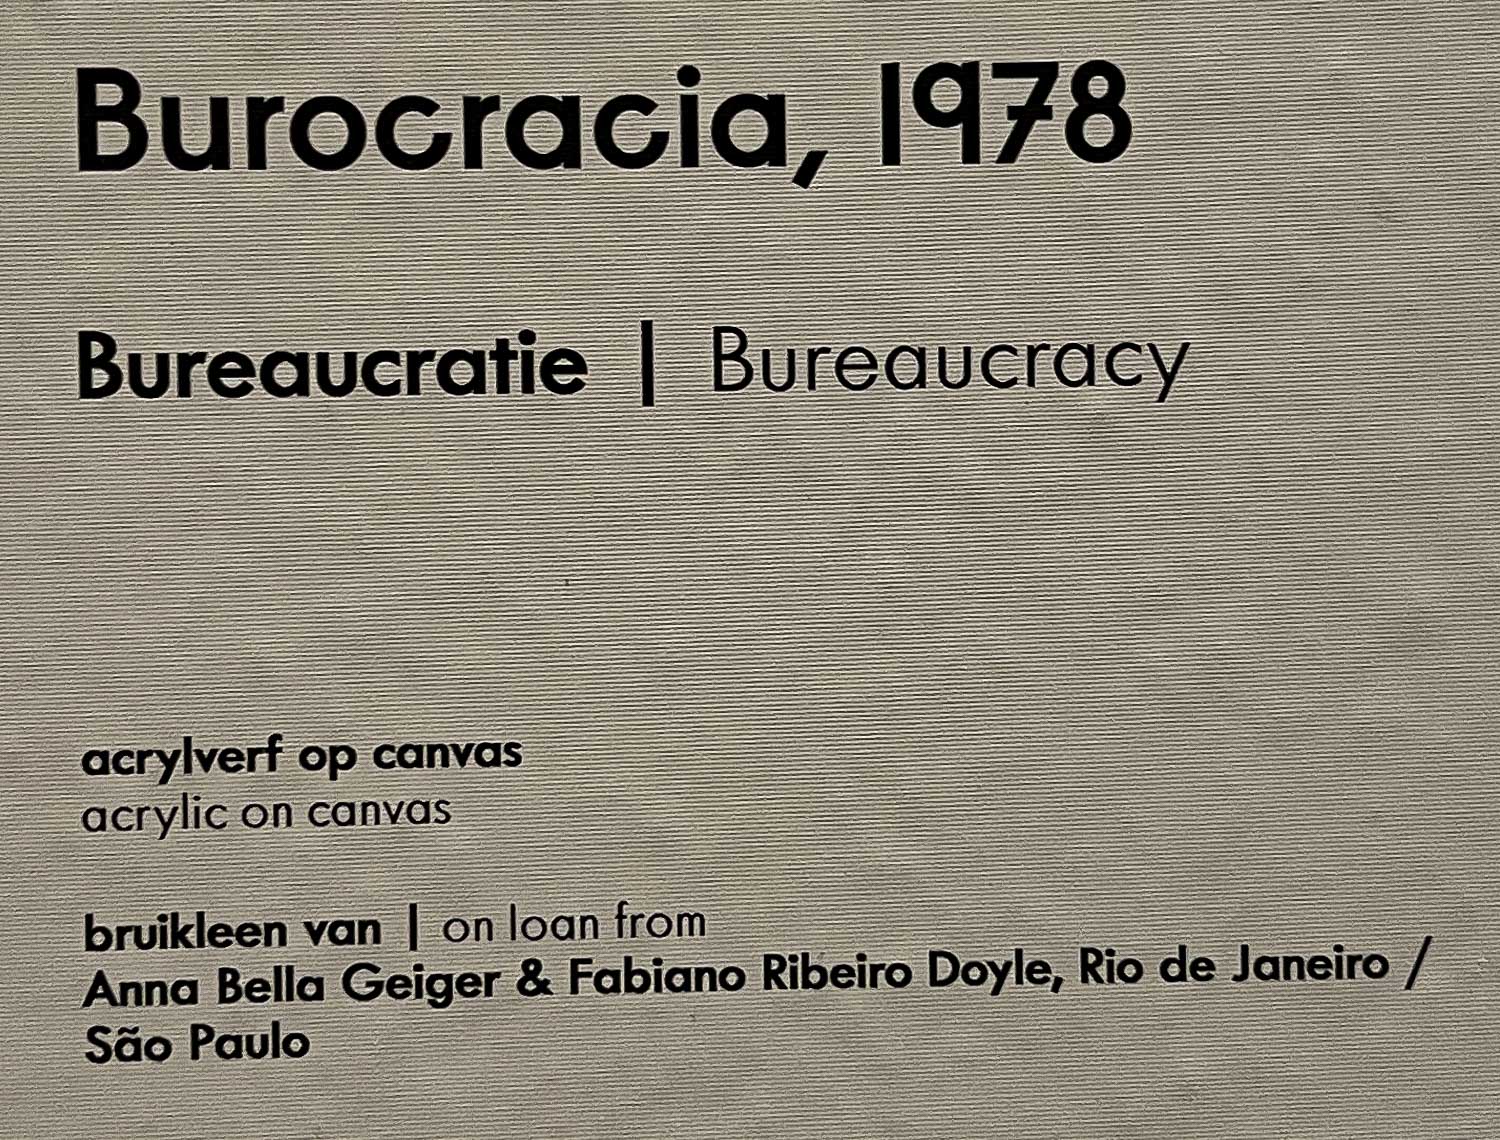 Burocracia, 1978
Bureaucratie | Bureaucracy
acrylverf op canvas
acrylic on canvas
bruikleen van | on loan from
Anna Bella Geiger & Fabiano Ribeiro Doyle, Rio de Janeiro /
São Paulo